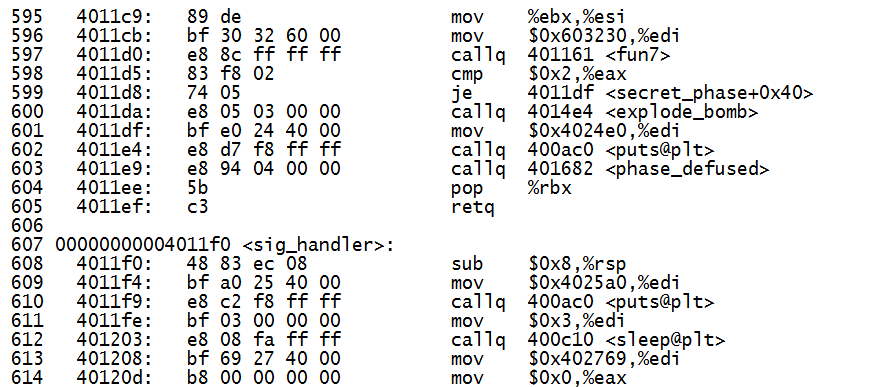 595   4011c9:   89 de                   mov    %ebx,%esi
596   4011cb:   bf 30 32 60 00          mov    $0x603230,%edi
597   4011d0:   e8 8c ff ff ff          callq  401161 <fun7>
598   4011d5:   83 f8 02                cmp    $0x2,%eax
599   4011d8:   74 05                   je     4011df <secret_phase+0x40>
600   4011da:   e8 05 03 00 00          callq  4014e4 <explode_bomb>
601   4011df:   bf e0 24 40 00          mov    $0x4024e0,%edi
602   4011e4:   e8 d7 f8 ff ff          callq  400ac0 <puts@plt>
603   4011e9:   e8 94 04 00 00          callq  401682 <phase_defused>
604   4011ee:   5b                      pop    %rbx
605   4011ef:   c3                      retq
606
607 00000000004011f0 <sig_handler>:
608   4011f0:   48 83 ec 08             sub    $0x8,%rsp
609   4011f4:   bf a0 25 40 00          mov    $0x4025a0,%edi
610   4011f9:   e8 c2 f8 ff ff          callq  400ac0 <puts@plt>
611   4011fe:   bf 03 00 00 00          mov    $0x3,%edi
612   401203:   e8 08 fa ff ff          callq  400c10 <sleep@plt>
613   401208:   bf 69 27 40 00          mov    $0x402769,%edi
614   40120d:   b8 00 00 00 00          mov    $0x0,%eax